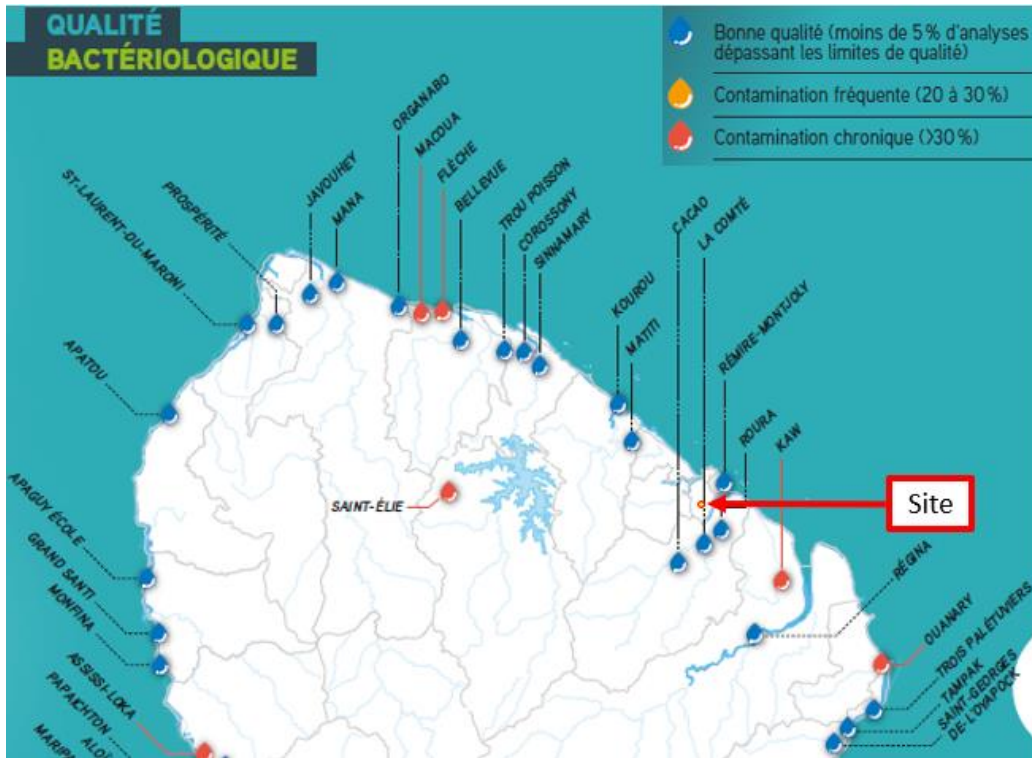 QUALITÉ
BACTÉRIOLOGIQUE
Bonne qualité (moins de 5 % d'analyses
dépassant les limites de qualité)
Contamination fréquente (20 à 30 %)
Contamination chronique (>30 %)
ST-LAURENT-DU-MARONI
PROSPÉRITÉ
JAVOUHEY
MANA
ORGANABO
MACOUA
FLÈCHE
BELLEVUE
TROU POISSON
COROSSONY
SINNAMARY
KOUROU
MATITI
CACAO
LA COMTÉ
RÉMIRE-MONTJOLY
ROURA
KAW
APATOU
SAINT-ÉLIE
Site
APAGUY ÉCOLE
GRAND SANTI
MONFINA
ASSISSI-LOKA
PAPAICHTON
ALOÏ
MARIPA
RÉGINA
OUANARY
TROIS PALÉTUVIERS
TAMPAK
SAINT-GEORGES
DE-L'OYAPOCK